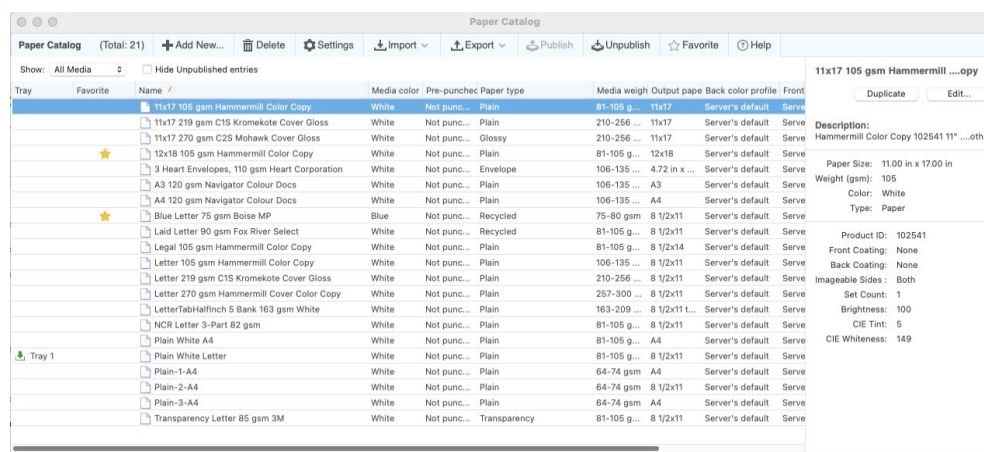 Paper Catalog
Paper Catalog (Total: 21) Add New... Delete Settings Import Export Publish Unpublish Favorite Help
Show: All Media Hide Unpublished entries
Tray Favorite Name Media color Pre-punched Paper type Media weigh Output pape Back color profile Front
11x17 105 gsm Hammermill Color Copy White Not punc... Plain 81-105 g... 11x17 Server's default Serve
11x17 219 gsm C1S Kromekote Cover Gloss White Not punc... Plain 210-256 ... 11x17 Server's default Serve
11x17 270 gsm C2S Mohawk Cover Gloss White Not punc... Glossy 210-256 ... 11x17 Server's default Serve
12x18 105 gsm Hammermill Color Copy White Not punc... Plain 81-105 g... 12x18 Server's default Serve
3 Heart Envelopes, 110 gsm Heart Corporation White Not punc... Envelope 106-135 ... 4.72 in x ... Server's default Serve
A3 120 gsm Navigator Colour Docs White Not punc... Plain 106-135 ... A3 Server's default Serve
A4 120 gsm Navigator Colour Docs White Not punc... Plain 106-135 ... A4 Server's default Serve
Blue Letter 75 gsm Boise MP Blue Not punc... Recycled 75-80 gsm 8 1/2x11 Server's default Serve
Laid Letter 90 gsm Fox River Select White Not punc... Recycled 81-105 g... 8 1/2x11 Server's default Serve
Legal 105 gsm Hammermill Color Copy White Not punc... Plain 81-105 g... 8 1/2x14 Server's default Serve
Letter 105 gsm Hammermill Color Copy White Not punc... Plain 106-135 ... 8 1/2x11 Server's default Serve
Letter 219 gsm C1S Kromekote Cover Gloss White Not punc... Plain 210-256 ... 8 1/2x11 Server's default Serve
Letter 270 gsm Hammermill Cover Color Copy White Not punc... Plain 257-300 ... 8 1/2x11 Server's default Serve
LetterTabHalfInch 5 Bank 163 gsm White White Not punc... Plain 163-209 ... 8 1/2x11 t... Server's default Serve
NCR Letter 3-Part 82 gsm White Not punc... Plain 81-105 g... 8 1/2x11 Server's default Serve
Plain White A4 White Not punc... Plain 81-105 g... A4 Server's default Serve
Tray 1 Plain White Letter White Not punc... Plain 81-105 g... 8 1/2x11 Server's default Serve
Plain-1-A4 White Not punc... Plain 64-74 gsm A4 Server's default Serve
Plain-2-A4 White Not punc... Plain 64-74 gsm 8 1/2x11 Server's default Serve
Plain-3-A4 White Not punc... Plain 64-74 gsm A4 Server's default Serve
Transparency Letter 85 gsm 3M White Not punc... Transparency 81-105 g... 8 1/2x11 Server's default Serve
11x17 105 gsm Hammermill ....opy
Duplicate Edit...
Description:
Hammermill Color Copy 102541 11" ....oth
Paper Size: 11.00 in x 17.00 in
Weight (gsm): 105
Color: White
Type: Paper
Product ID: 102541
Front Coating: None
Back Coating: None
Imageable Sides : Both
Set Count: 1
Brightness: 100
CIE Tint: 5
CIE Whiteness: 149